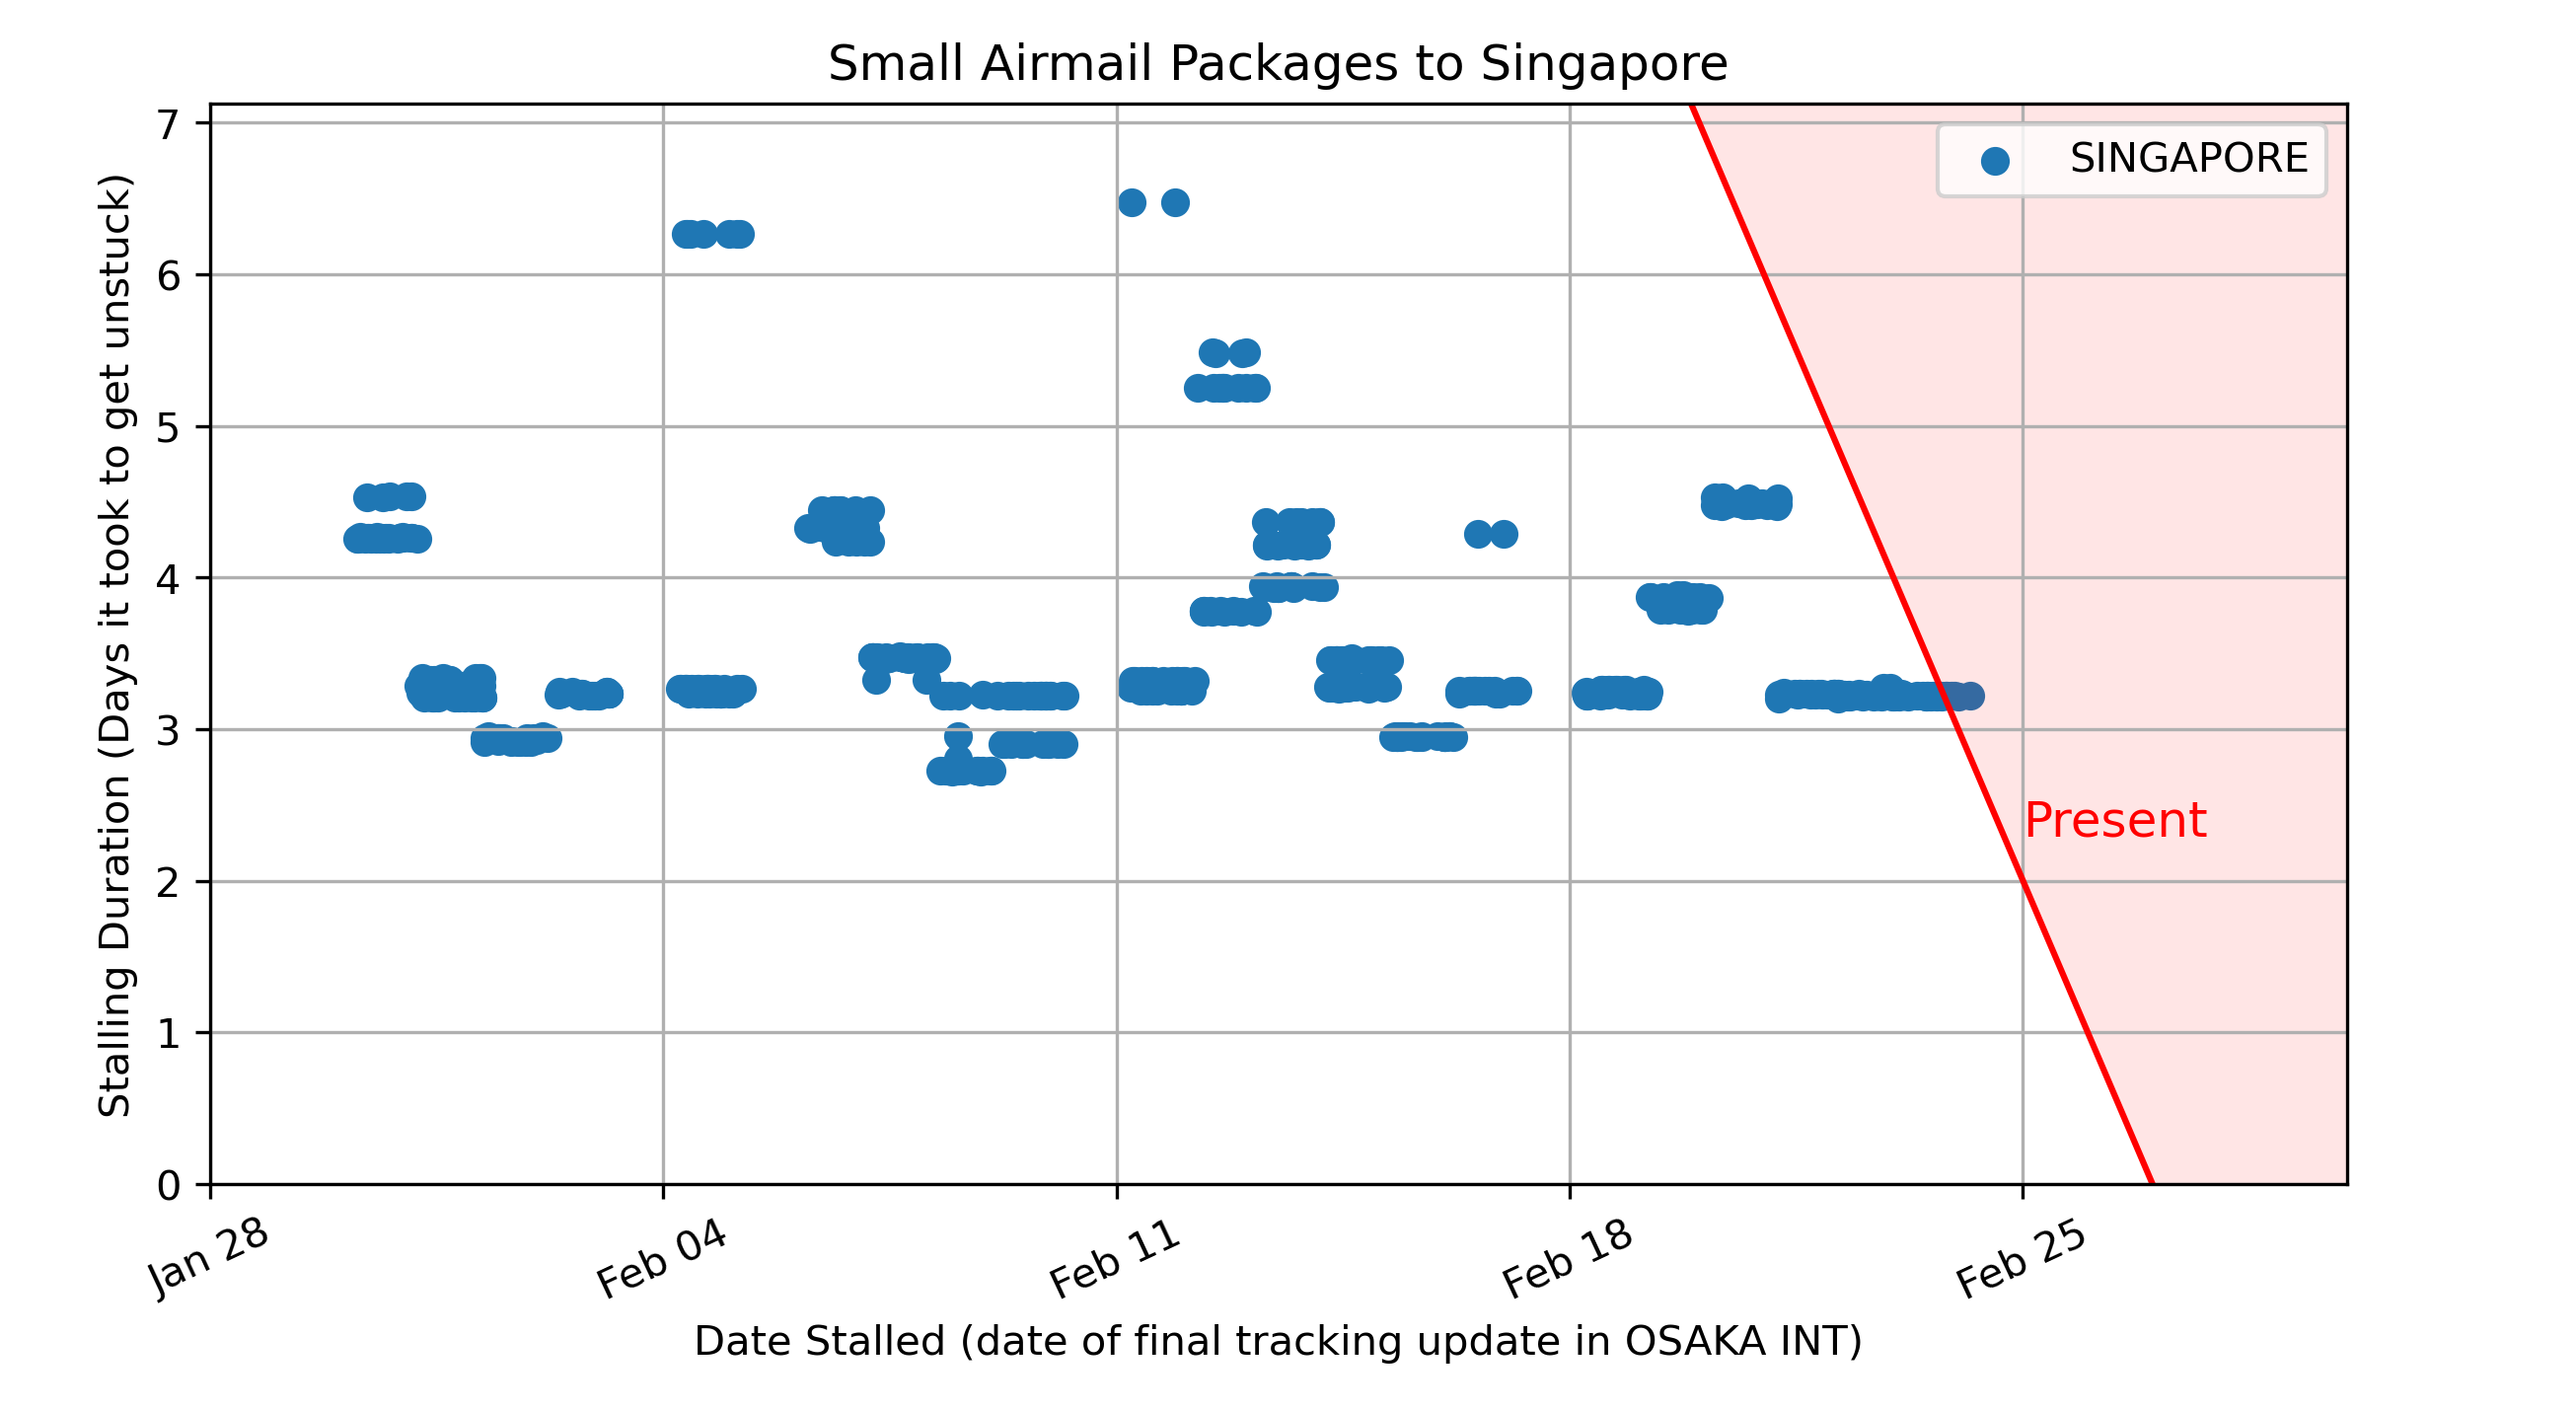 Small Airmail Packages to Singapore
Stalling Duration (Days it took to get unstuck)
7
6
5
4
3
2
1
0
SINGAPORE
Present
Jan 28
Feb 04
Feb 11
Feb 18
Feb 25
Date Stalled (date of final tracking update in OSAKA INT)